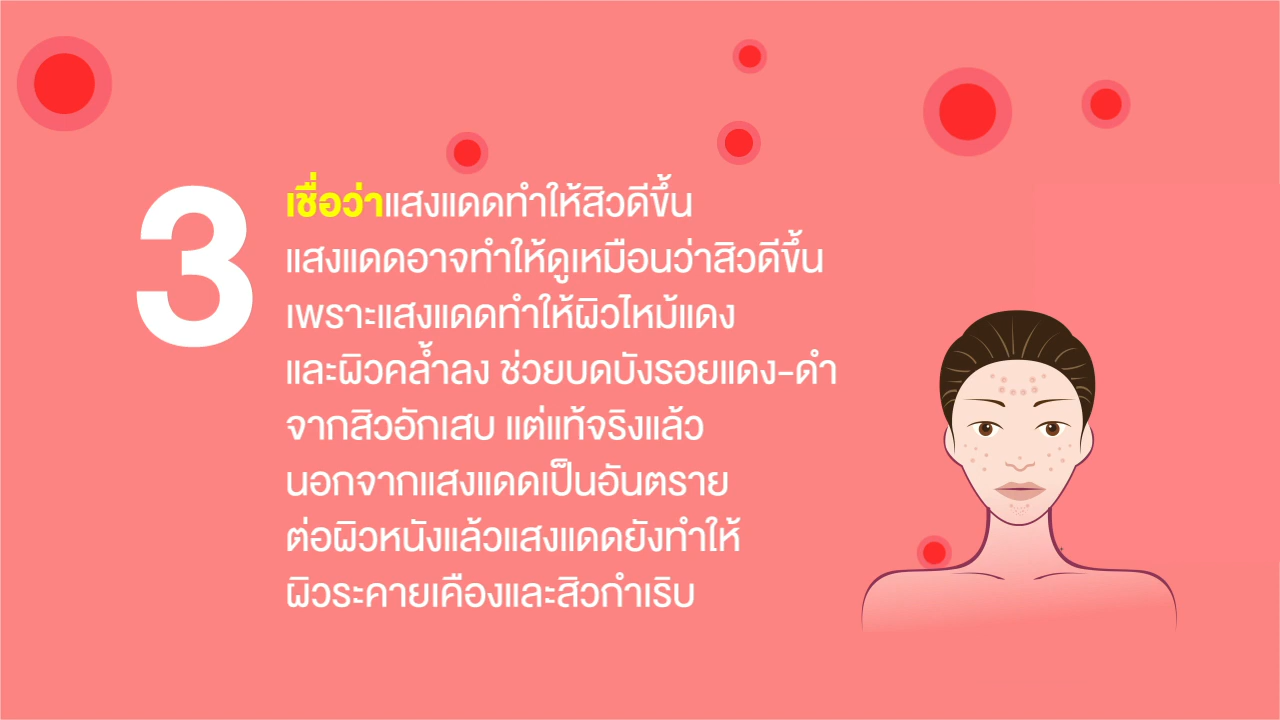 3
เชื่อว่าแสงแดดทำให้สิวดีขึ้น
แสงแดดอาจทำให้ดูเหมือนว่าสิวดีขึ้น
เพราะแสงแดดทำให้ผิวไหม้แดง
และผิวคล้ำลง ช่วยบดบังรอยแดง-ดำ
จากสิวอักเสบ แต่แท้จริงแล้ว
นอกจากแสงแดดเป็นอันตราย
ต่อผิวหนังแล้วแสงแดดยังทำให้
ผิวระคายเคืองและสิวกำเริบ